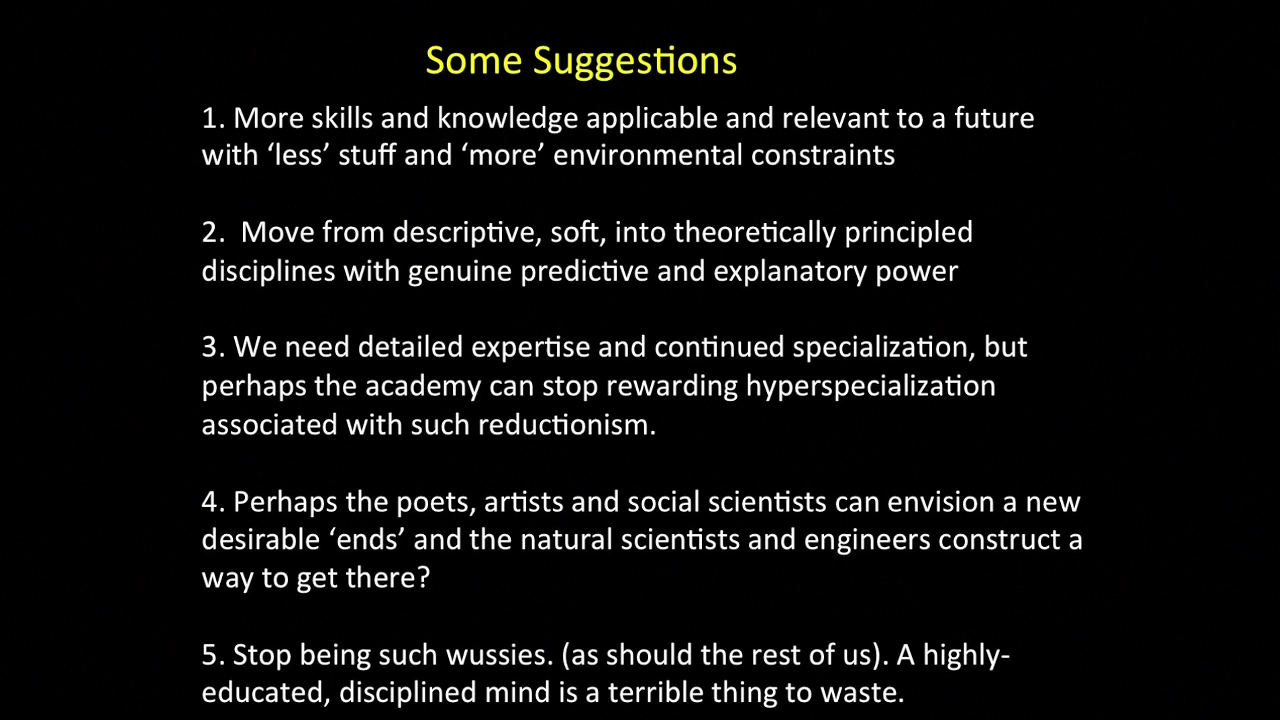 Some Suggestions
1. More skills and knowledge applicable and relevant to a future
with ‘less’ stuff and ‘more’ environmental constraints
2.  Move from descriptive, soft, into theoretically principled
disciplines with genuine predictive and explanatory power
3. We need detailed expertise and continued specialization, but
perhaps the academy can stop rewarding hyperspecialization
associated with such reductionism.
4. Perhaps the poets, artists and social scientists can envision a new
desirable ‘ends’ and the natural scientists and engineers construct a
way to get there?
5. Stop being such wussies. (as should the rest of us). A highly-
educated, disciplined mind is a terrible thing to waste.